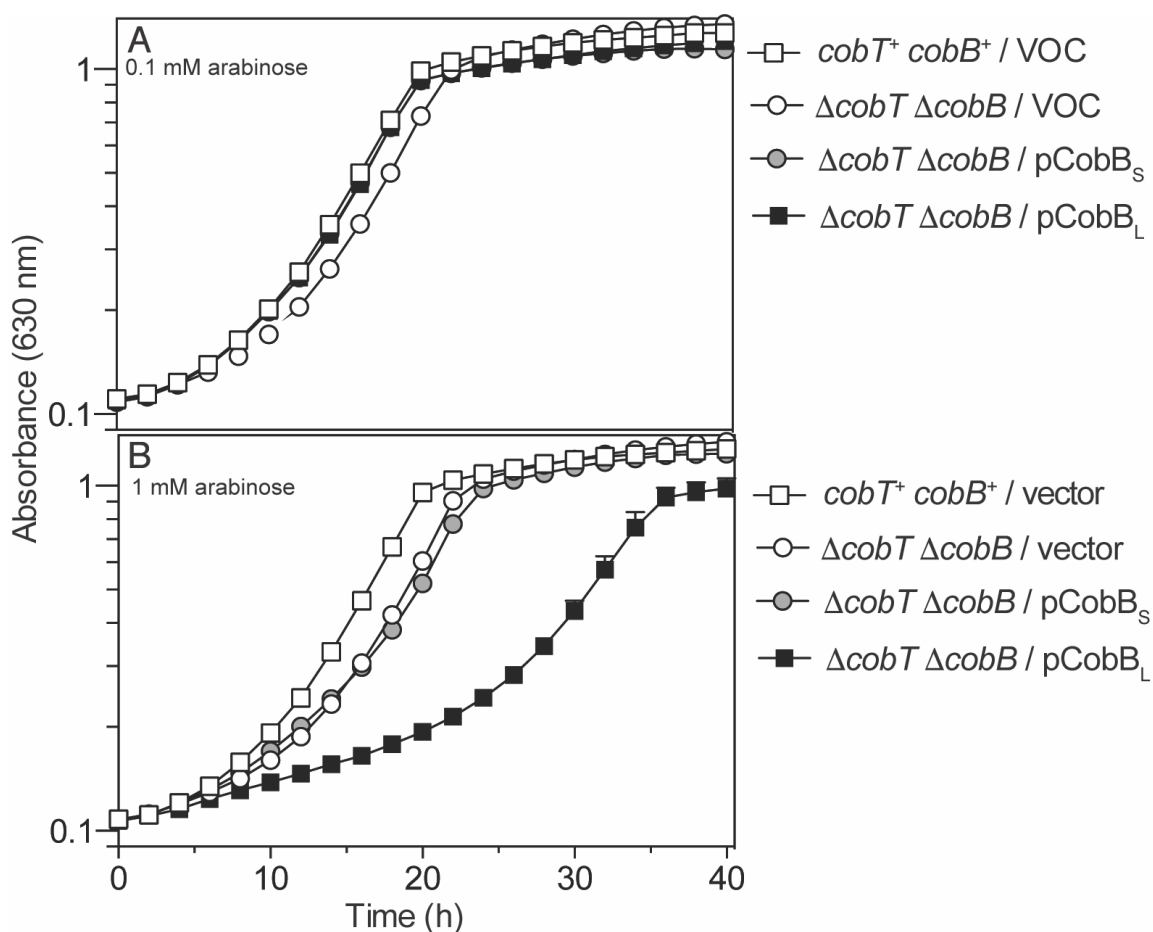 A
0.1 mM arabinose
1
0.1
cobT+ cobB+ / VOC
ΔcobT ΔcobB / VOC
ΔcobT ΔcobB / pCobBS
ΔcobT ΔcobB / pCobBL
Absorbance (630 nm)
B
1 mM arabinose
1
0.1
cobT+ cobB+ / vector
ΔcobT ΔcobB / vector
ΔcobT ΔcobB / pCobBS
ΔcobT ΔcobB / pCobBL
0 10 20 30 40
Time (h)